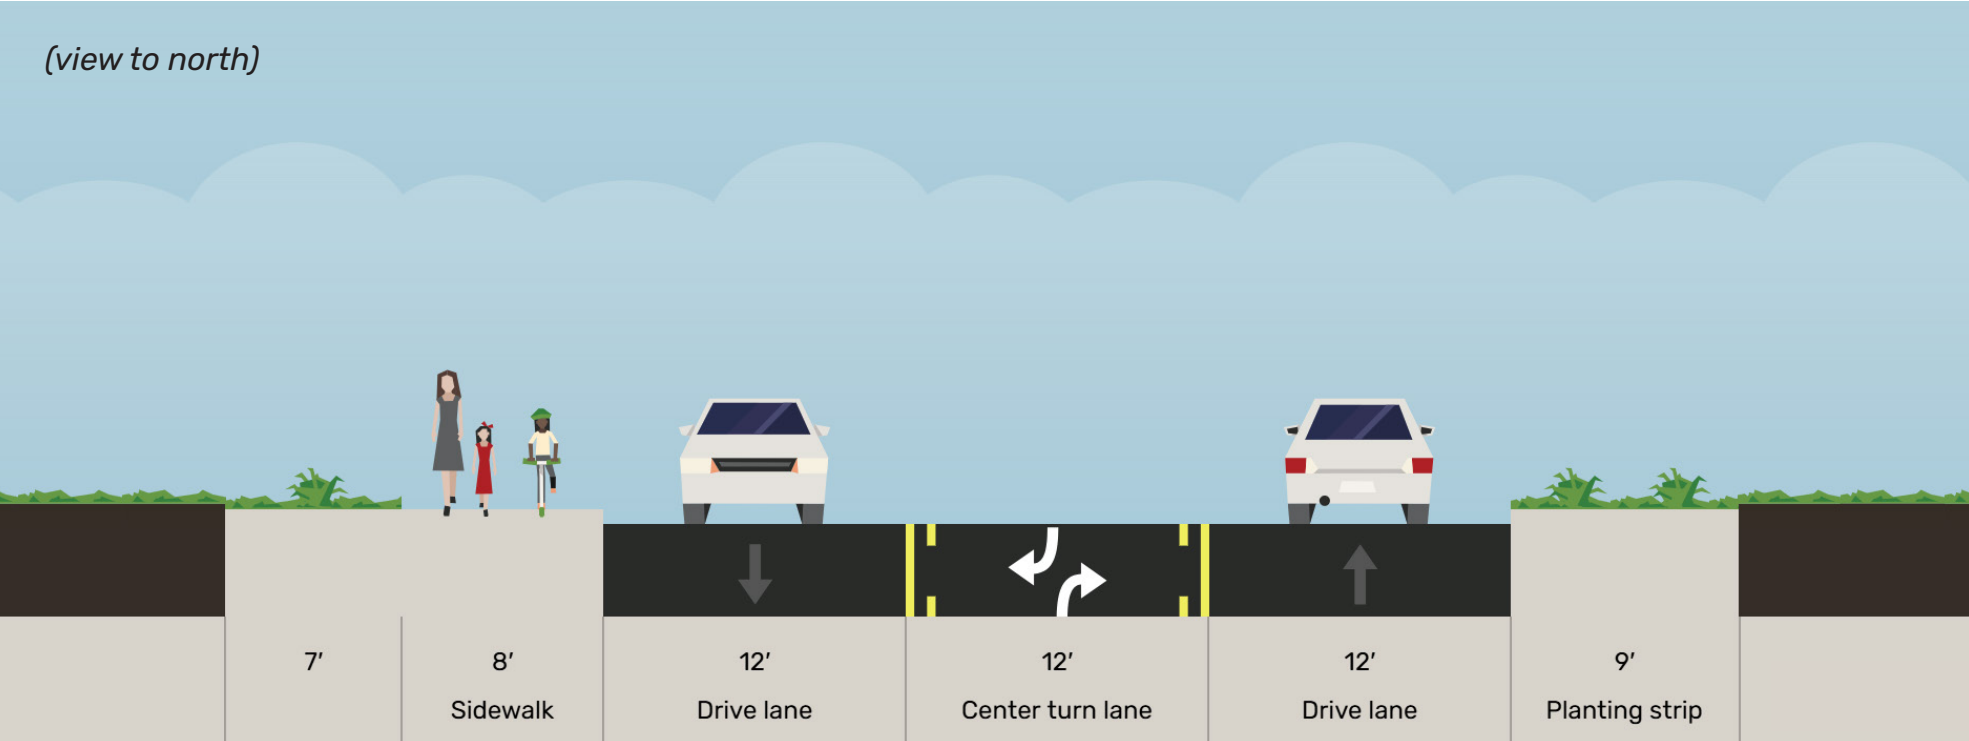 (view to north)
7′
8′
Sidewalk
12′
Drive lane
12′
Center turn lane
12′
Drive lane
9′
Planting strip